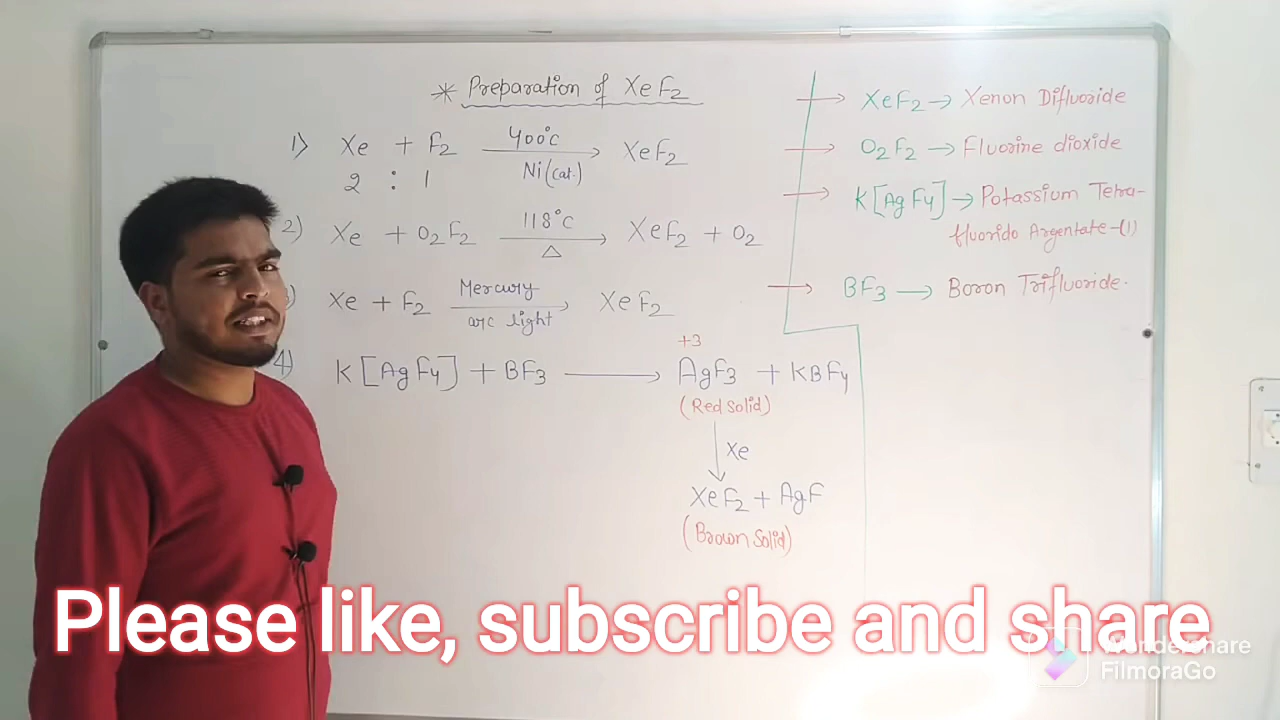 * Preparation of XeF2
1) Xe + F2 400°C Ni(cat.) → XeF2
2 : 1
2) Xe + O2F2 118°C △ → XeF2 + O2
3) Xe + F2 Mercury arc light → XeF2
4) K[AgF4] + BF3 → AgF3 + KBF4
+3
(Red Solid)
↓ Xe
XeF2 + AgF
(Brown Solid)
→ XeF2 → Xenon Difluoride
→ O2F2 → Fluorine dioxide
→ K[AgF4] → Potassium Tetra-
fluorido Argentate-(1)
→ BF3 → Boron Trifluoride.
Please like, subscribe and share
Wondershare
FilmoraGo